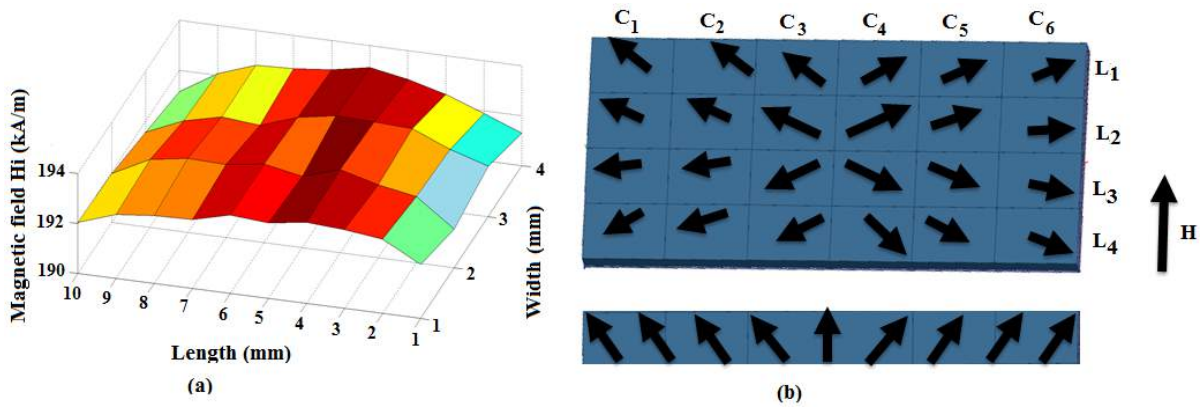 Magnetic field Hi (kA/m)
194
192
190
10
9
8
7
6
5
4
3
2
1
Length (mm)
1
2
3
4
Width (mm)
(a)
C1 C2 C3 C4 C5 C6
L1
L2
L3
L4
H
(b)